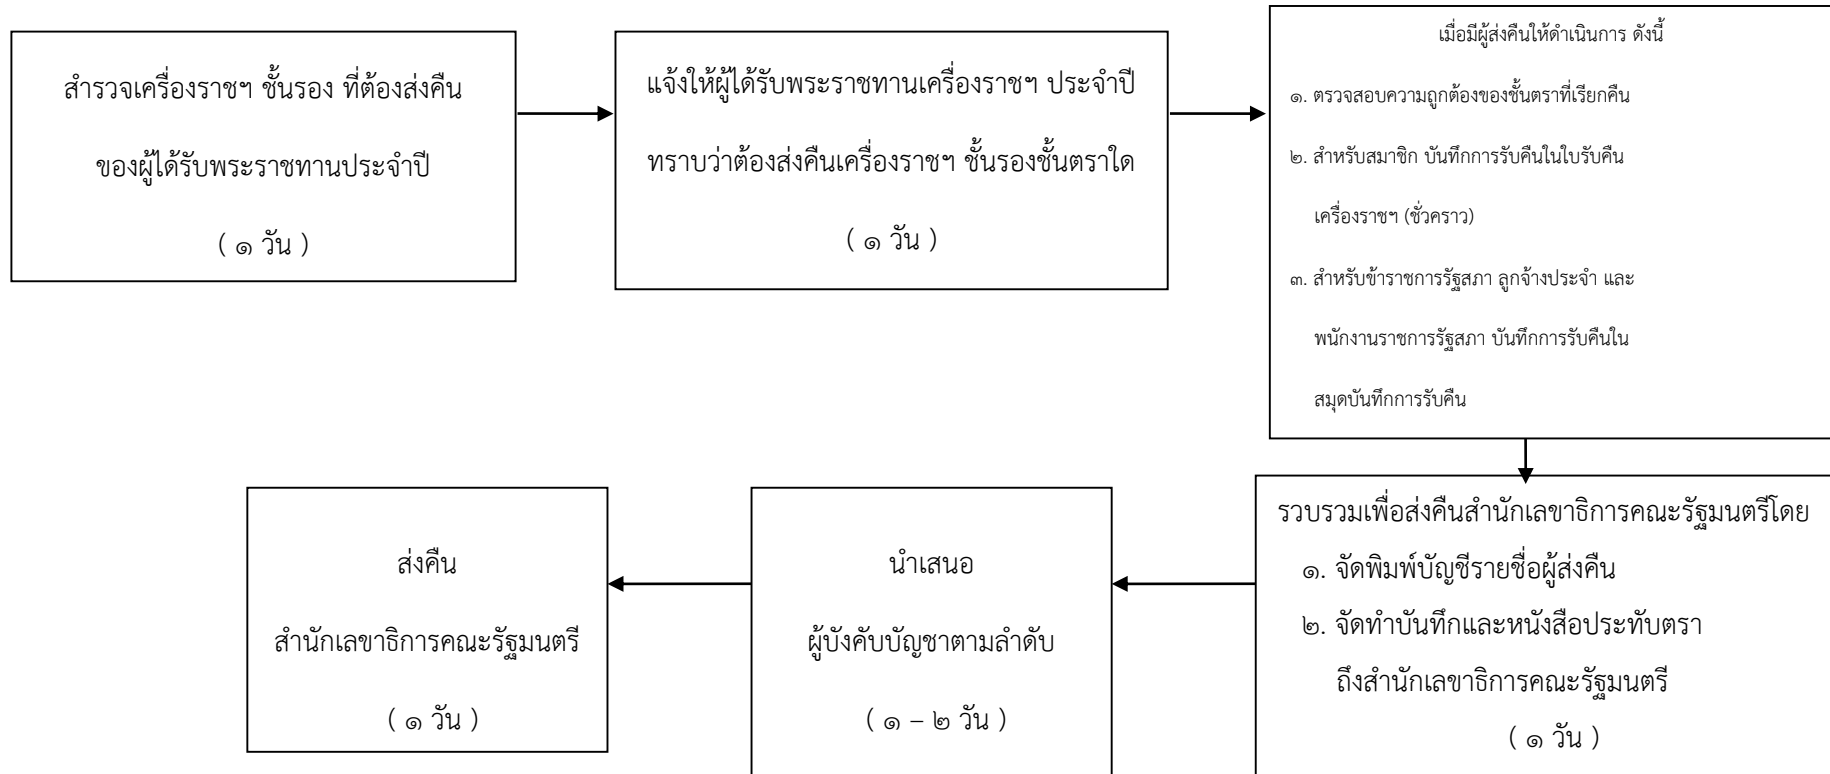 สำรวจเครื่องราชฯ ชั้นรอง ที่ต้องส่งคืน
ของผู้ได้รับพระราชทานประจำปี
( ๑ วัน )
แจ้งให้ผู้ได้รับพระราชทานเครื่องราชฯ ประจำปี
ทราบว่าต้องส่งคืนเครื่องราชฯ ชั้นรองชั้นตราใด
( ๑ วัน )
เมื่อมีผู้ส่งคืนให้ดำเนินการ ดังนี้
๑. ตรวจสอบความถูกต้องของชั้นตราที่เรียกคืน
๒. สำหรับสมาชิก บันทึกการรับคืนในใบรับคืน
เครื่องราชฯ (ชั่วคราว)
๓. สำหรับข้าราชการรัฐสภา ลูกจ้างประจำ และ
พนักงานราชการรัฐสภา บันทึกการรับคืนใน
สมุดบันทึกการรับคืน
รวบรวมเพื่อส่งคืนสำนักเลขาธิการคณะรัฐมนตรีโดย
๑. จัดพิมพ์บัญชีรายชื่อผู้ส่งคืน
๒. จัดทำบันทึกและหนังสือประทับตรา
ถึงสำนักเลขาธิการคณะรัฐมนตรี
( ๑ วัน )
นำเสนอ
ผู้บังคับบัญชาตามลำดับ
( ๑ – ๒ วัน )
ส่งคืน
สำนักเลขาธิการคณะรัฐมนตรี
( ๑ วัน )